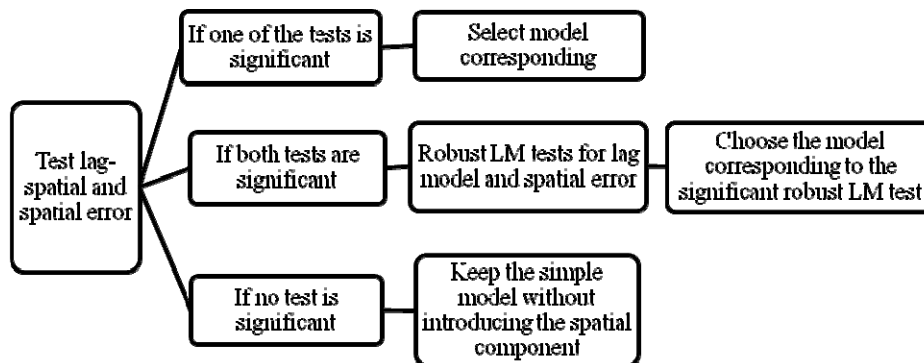 If one of the tests is
significant
Select model
corresponding
Test lag-
spatial and
spatial error
If both tests are
significant
Robust LM tests for lag
model and spatial error
Choose the model
corresponding to the
significant robust LM test
If no test is
significant
Keep the simple
model without
introducing the spatial
component